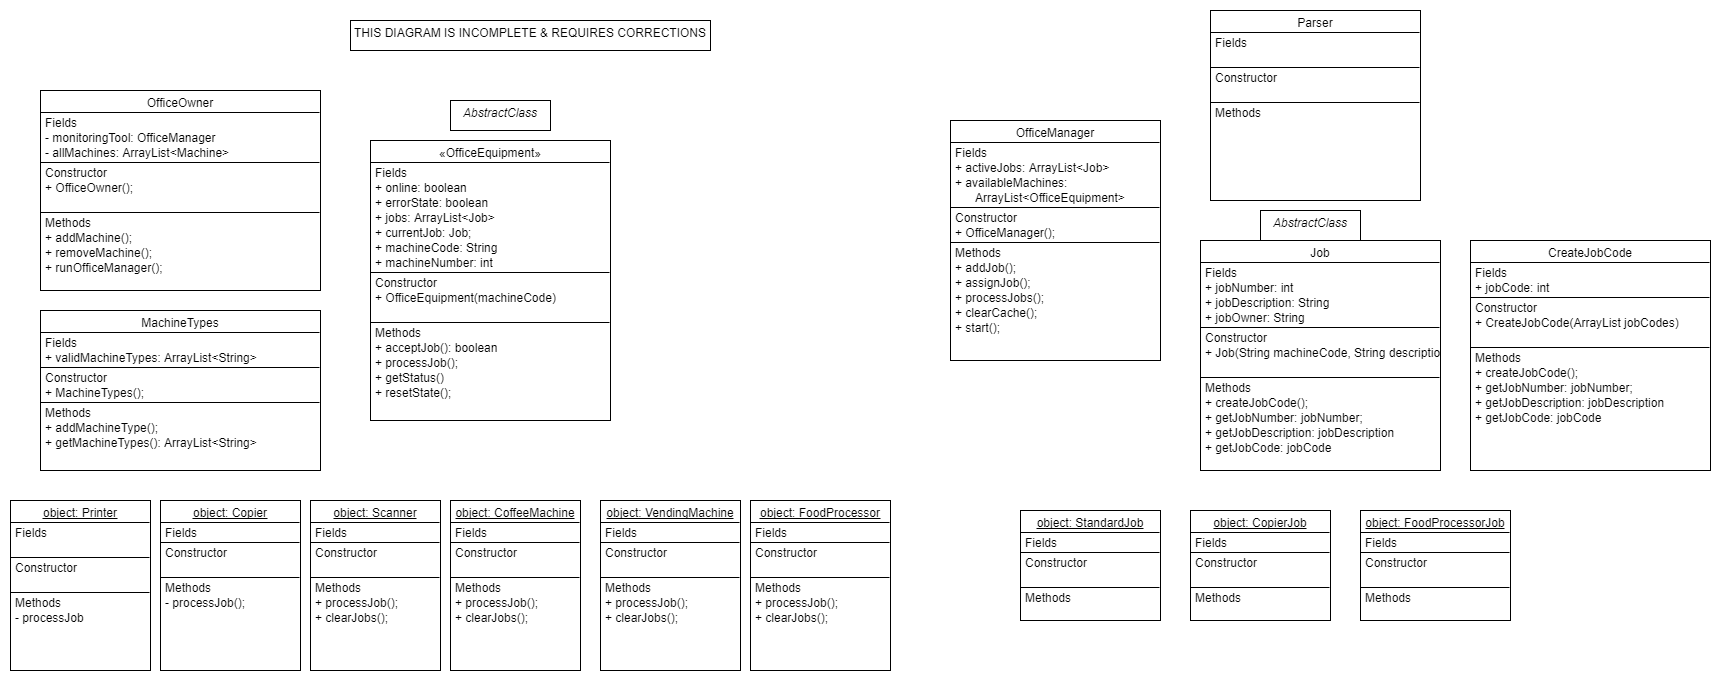 THIS DIAGRAM IS INCOMPLETE & REQUIRES CORRECTIONS
OfficeOwner
Fields
- monitoringTool: OfficeManager
- allMachines: ArrayList<Machine>
Constructor
+ OfficeOwner();
Methods
+ addMachine();
+ removeMachine();
+ runOfficeManager();
MachineTypes
Fields
+ validMachineTypes: ArrayList<String>
Constructor
+ MachineTypes();
Methods
+ addMachineType();
+ getMachineTypes(): ArrayList<String>
AbstractClass
«OfficeEquipment»
Fields
+ online: boolean
+ errorState: boolean
+ jobs: ArrayList<Job>
+ currentJob: Job;
+ machineCode: String
+ machineNumber: int
Constructor
+ OfficeEquipment(machineCode)
Methods
+ acceptJob(): boolean
+ processJob();
+ getStatus()
+ resetState();
OfficeManager
Fields
+ activeJobs: ArrayList<Job>
+ availableMachines:
ArrayList<OfficeEquipment>
Constructor
+ OfficeManager();
Methods
+ addJob();
+ assignJob();
+ processJobs();
+ clearCache();
+ start();
Parser
Fields
Constructor
Methods
AbstractClass
Job
Fields
+ jobNumber: int
+ jobDescription: String
+ jobOwner: String
Constructor
+ Job(String machineCode, String descriptio
Methods
+ createJobCode();
+ getJobNumber: jobNumber;
+ getJobDescription: jobDescription
+ getJobCode: jobCode
CreateJobCode
Fields
+ jobCode: int
Constructor
+ CreateJobCode(ArrayList jobCodes)
Methods
+ createJobCode();
+ getJobNumber: jobNumber;
+ getJobDescription: jobDescription
+ getJobCode: jobCode
object: Printer
Fields
Constructor
Methods
- processJob
object: Copier
Fields
Constructor
Methods
- processJob();
object: Scanner
Fields
Constructor
Methods
+ processJob();
+ clearJobs();
object: CoffeeMachine
Fields
Constructor
Methods
+ processJob();
+ clearJobs();
object: VendingMachine
Fields
Constructor
Methods
+ processJob();
+ clearJobs();
object: FoodProcessor
Fields
Constructor
Methods
+ processJob();
+ clearJobs();
object: StandardJob
Fields
Constructor
Methods
object: CopierJob
Fields
Constructor
Methods
object: FoodProcessorJob
Fields
Constructor
Methods